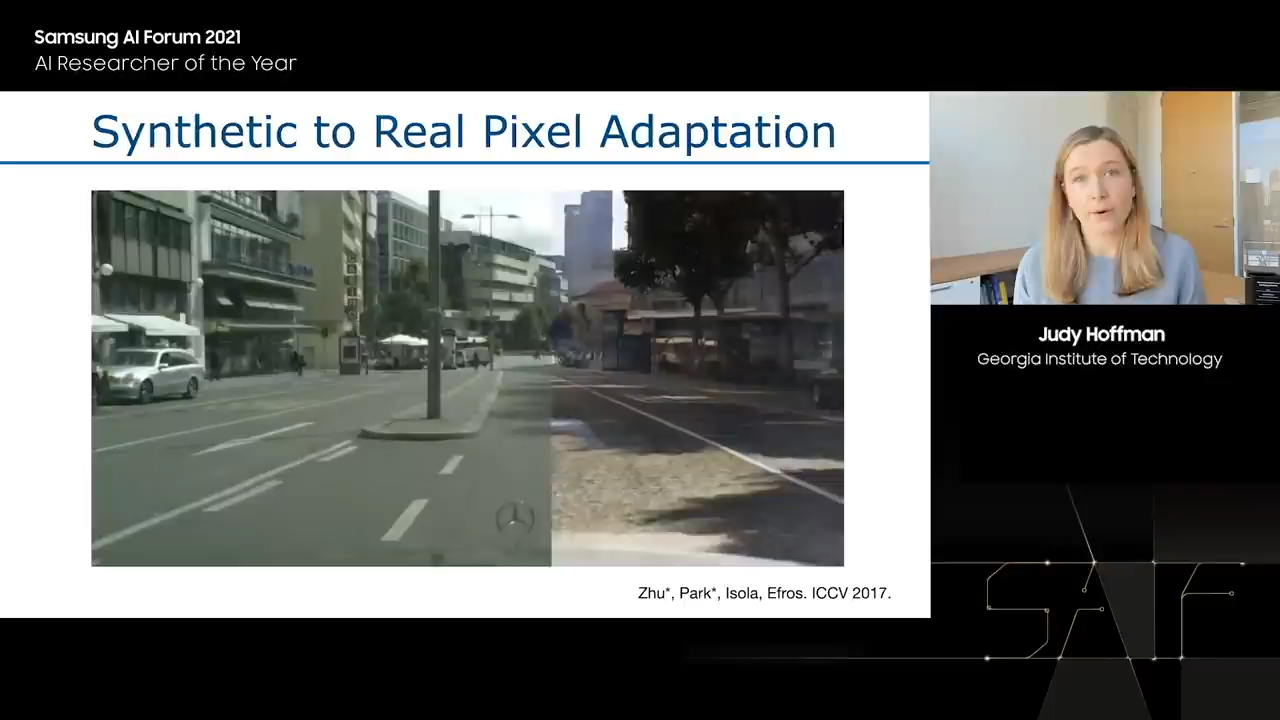 Samsung AI Forum 2021
AI Researcher of the Year
Synthetic to Real Pixel Adaptation
Zhu*, Park*, Isola, Efros. ICCV 2017.
Judy Hoffman
Georgia Institute of Technology
SAIF